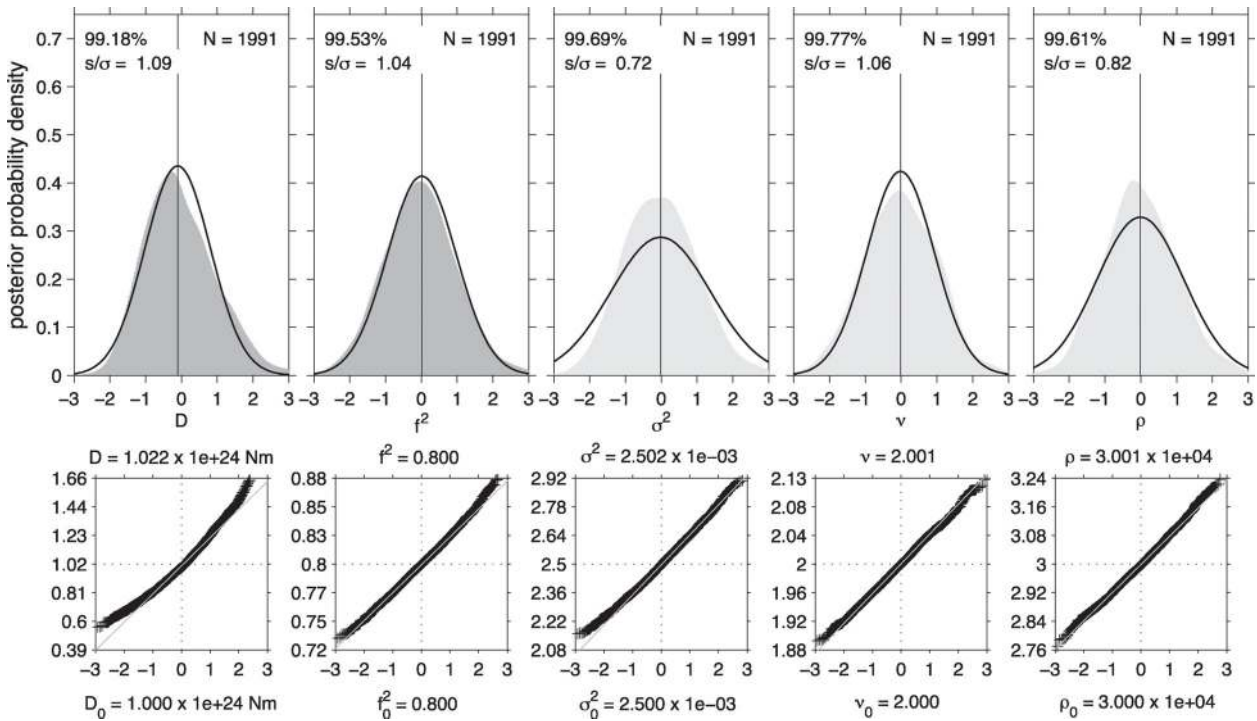 99.18% N = 1991
s/σ = 1.09
99.53% N = 1991
s/σ = 1.04
99.69% N = 1991
s/σ = 0.72
99.77% N = 1991
s/σ = 1.06
99.61% N = 1991
s/σ = 0.82
posterior probability density
0.7
0.6
0.5
0.4
0.3
0.2
0.1
0
−3 −2 −1 0 1 2 3
−3 −2 −1 0 1 2 3
−3 −2 −1 0 1 2 3
−3 −2 −1 0 1 2 3
−3 −2 −1 0 1 2 3
D
f²
σ²
ν
ρ
D = 1.022 x 1e+24 Nm
f² = 0.800
σ² = 2.502 x 1e−03
ν = 2.001
ρ = 3.001 x 1e+04
1.66
1.44
1.23
1.02
0.81
0.6
0.39
0.88
0.85
0.83
0.8
0.77
0.75
0.72
2.92
2.78
2.64
2.5
2.36
2.22
2.08
2.13
2.08
2.04
2
1.96
1.92
1.88
3.24
3.16
3.08
3
2.92
2.84
2.76
−3 −2 −1 0 1 2 3
−3 −2 −1 0 1 2 3
−3 −2 −1 0 1 2 3
−3 −2 −1 0 1 2 3
−3 −2 −1 0 1 2 3
D₀ = 1.000 x 1e+24 Nm
f₀² = 0.800
σ₀² = 2.500 x 1e−03
ν₀ = 2.000
ρ₀ = 3.000 x 1e+04